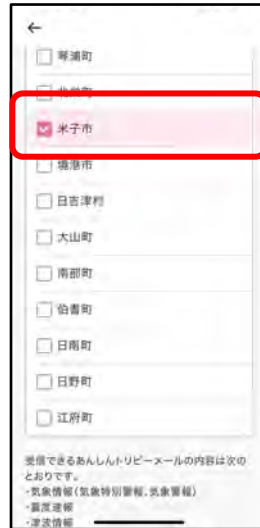 ←
琴浦町
北栄町
米子市
境港市
日吉津村
大山町
南部町
伯耆町
日南町
日野町
江府町
受信できるあんしんトリピーメールの内容は次の
とおりです。
・気象情報(気象特別警報、気象警報)
・震度速報
・津波情報